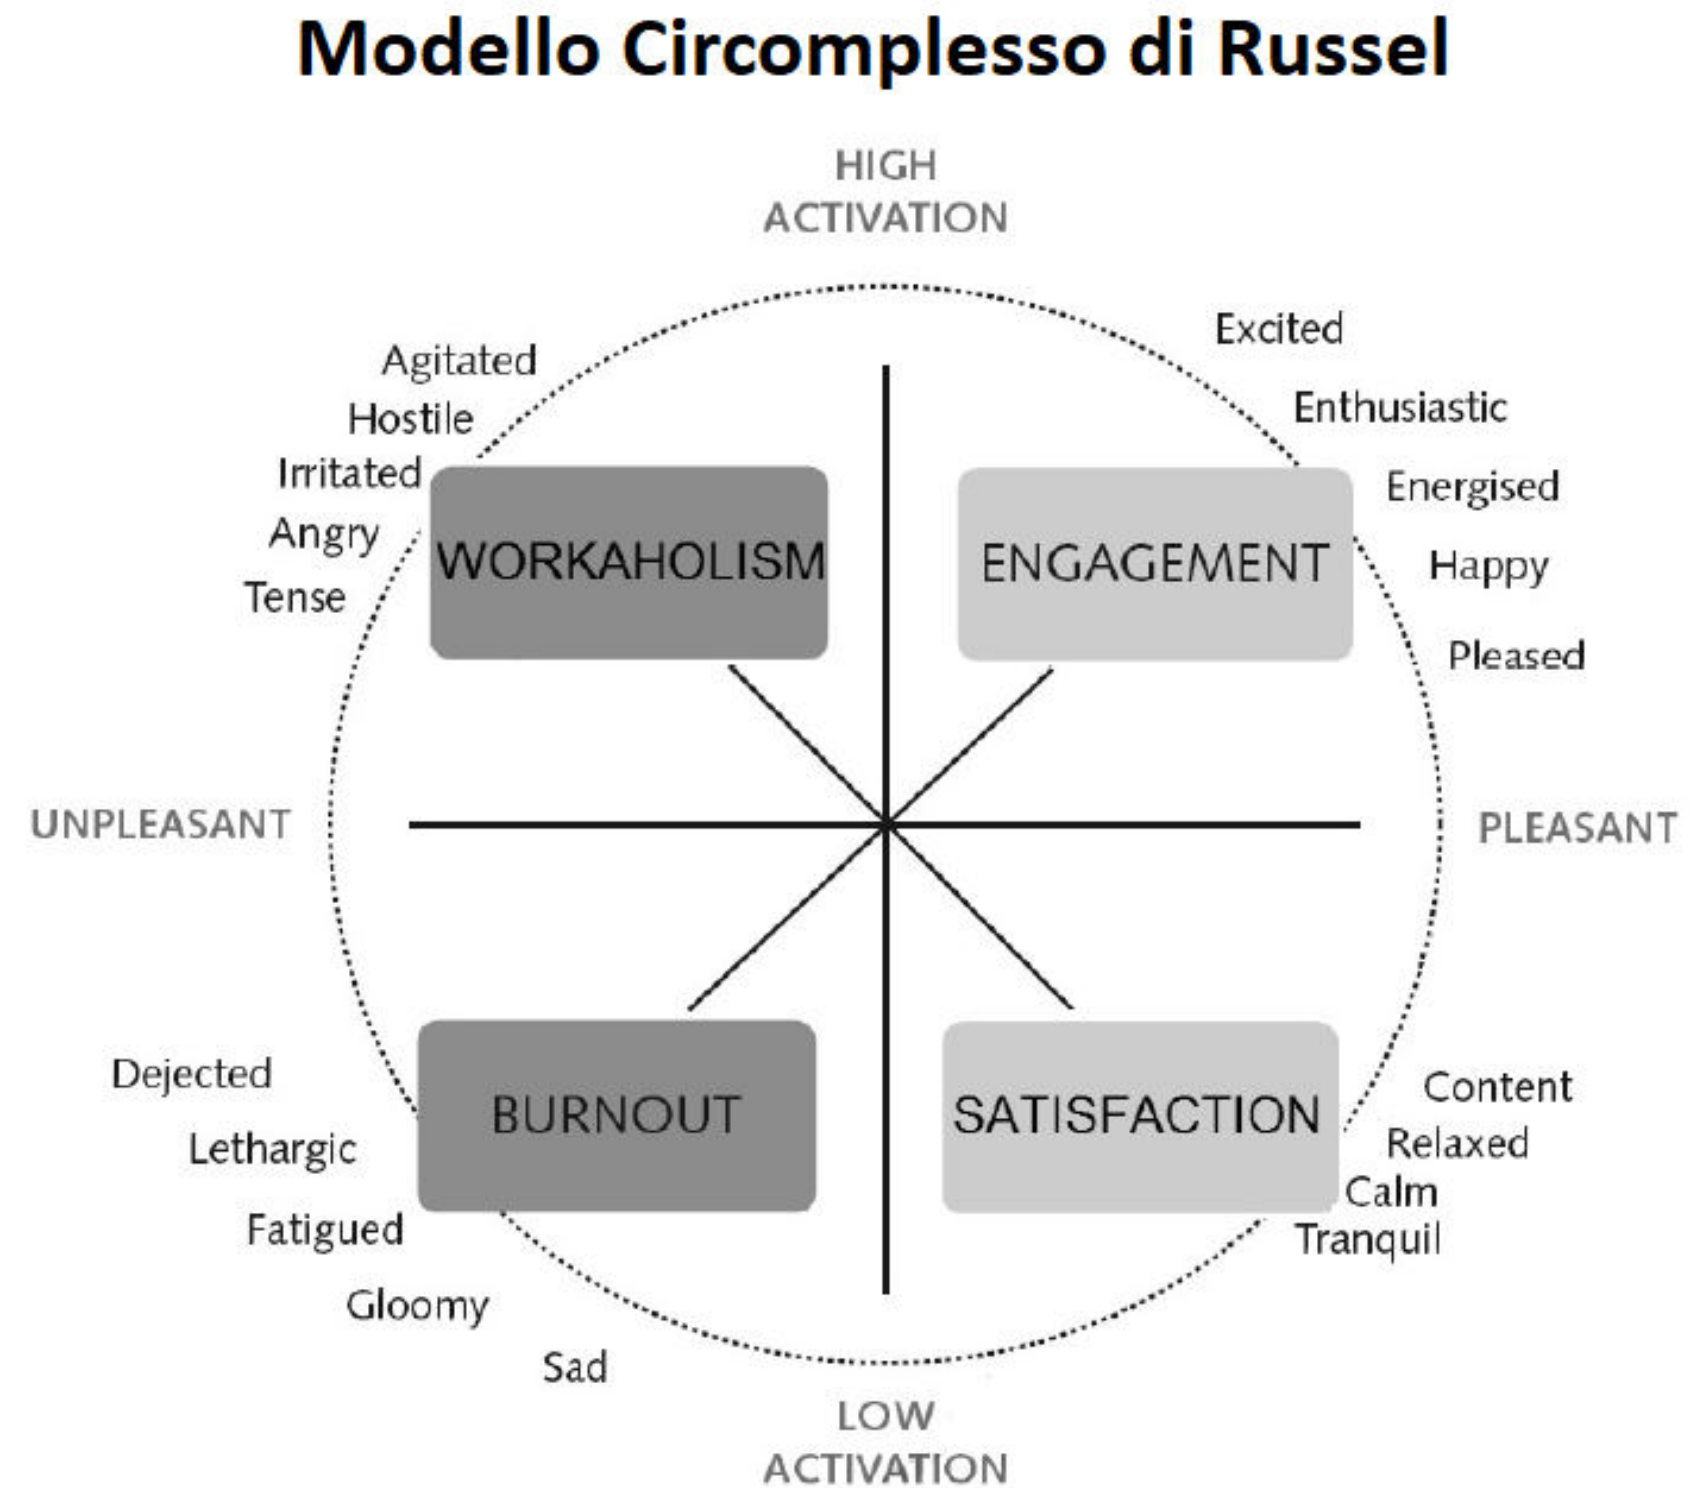 Modello Circomplesso di Russel
HIGH
ACTIVATION
Agitated
Hostile
Irritated
Angry
Tense
Excited
Enthusiastic
Energised
Happy
Pleased
WORKAHOLISM
ENGAGEMENT
UNPLEASANT
PLEASANT
BURNOUT
SATISFACTION
Dejected
Lethargic
Fatigued
Gloomy
Sad
Content
Relaxed
Calm
Tranquil
LOW
ACTIVATION